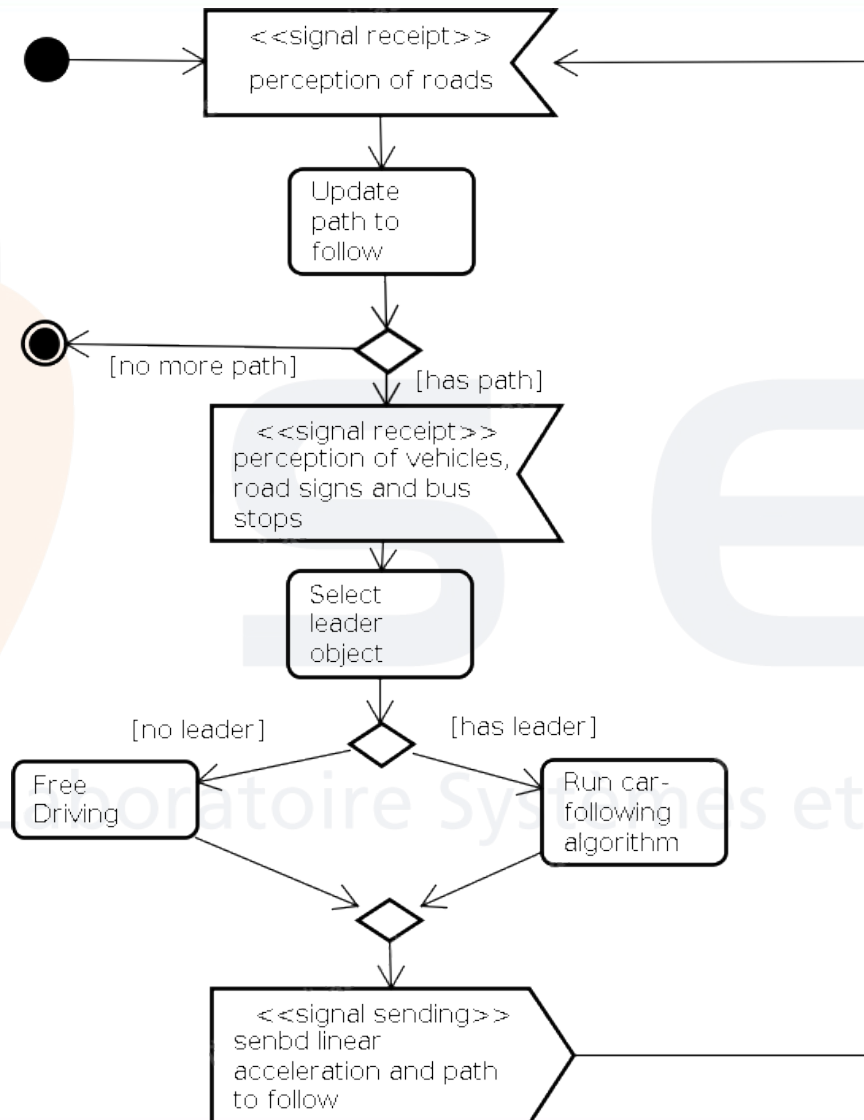 <<signal receipt>>
perception of roads
Update
path to
follow
[no more path]
[has path]
<<signal receipt>>
perception of vehicles,
road signs and bus
stops
Select
leader
object
[no leader]
[has leader]
Free
Driving
Run car-
following
algorithm
<<signal sending>>
senbd linear
acceleration and path
to follow
S E
Laboratoire Systèmes et